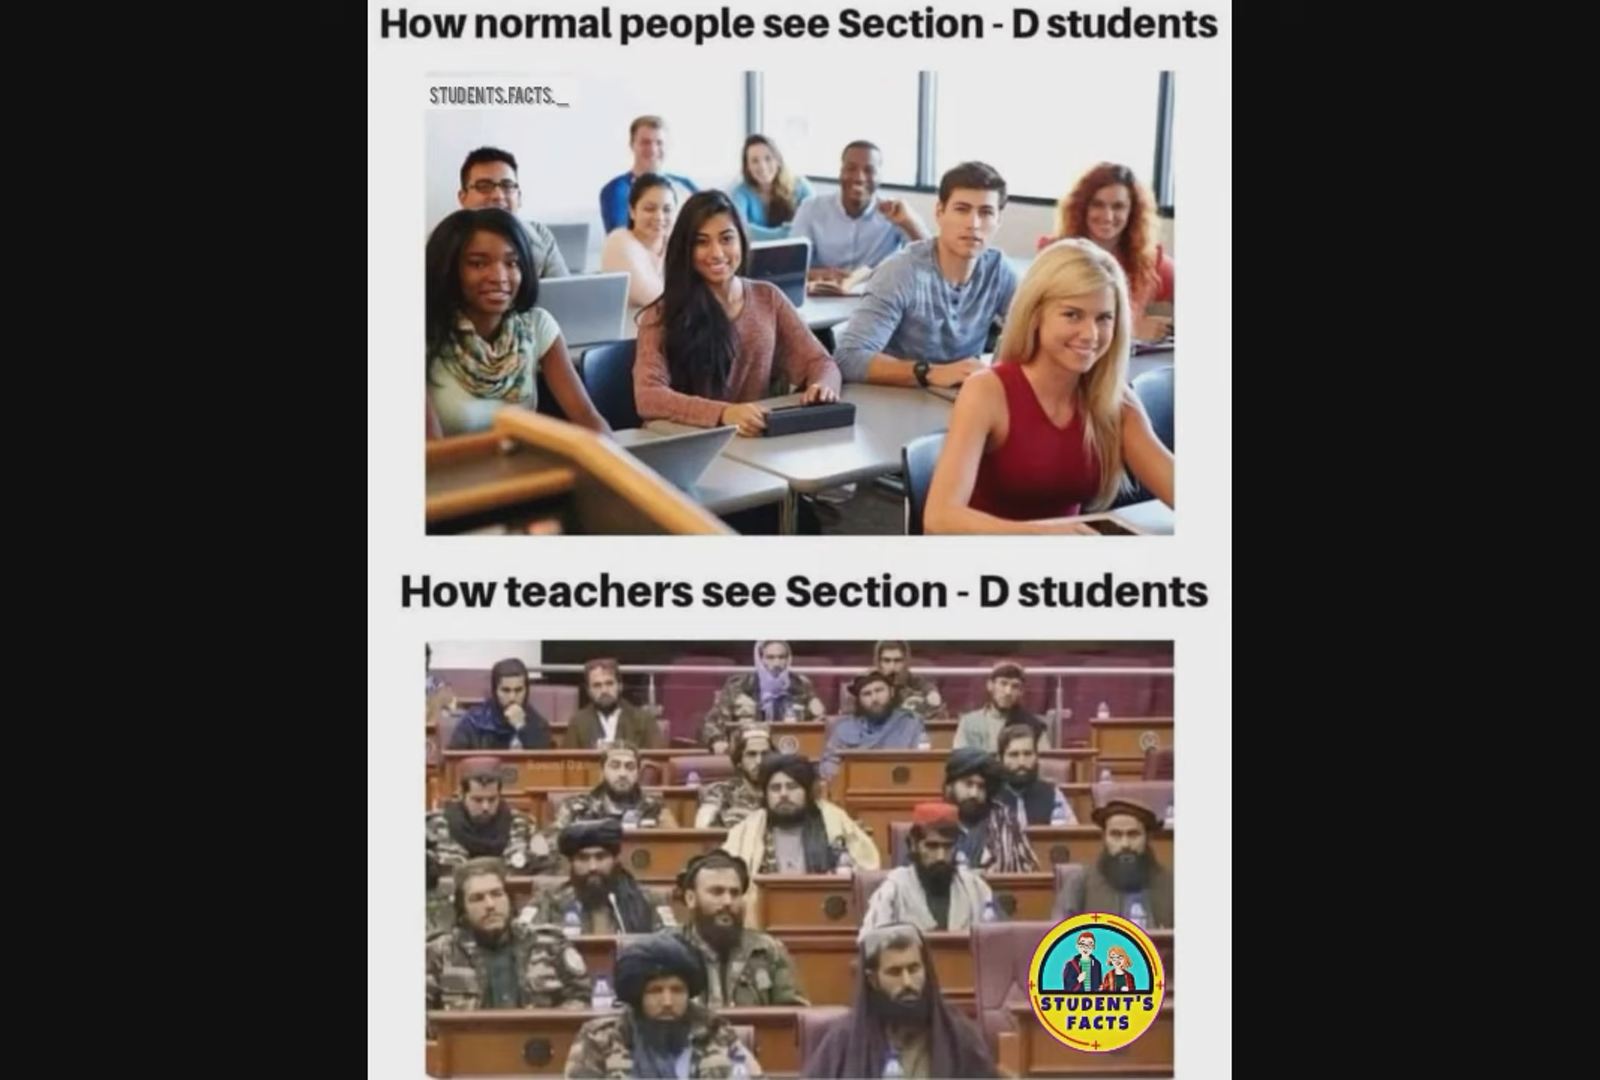 How normal people see Section - D students
STUDENTS.FACTS._
How teachers see Section - D students
STUDENT'S
FACTS